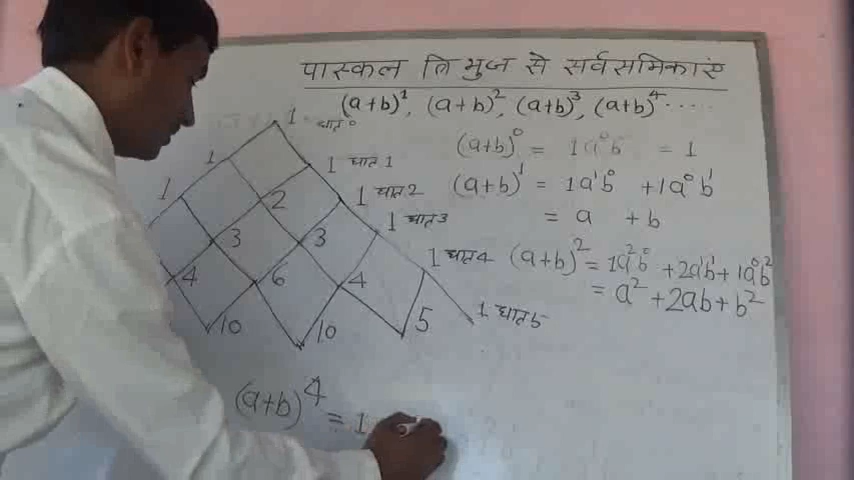 पास्कल त्रिभुज से सर्वसमिकाएं
(a+b)¹, (a+b)², (a+b)³, (a+b)⁴.....
1 घात 0
1 1 घात 1
1 2 1 घात 2
3 3 1 घात 3
4 6 4 1 घात 4
10 10 5 1 घात 5
(a+b)⁰ = 1a⁰b⁰ = 1
(a+b)¹ = 1a¹b⁰ + 1a⁰b¹
= a + b
(a+b)² = 1a²b⁰ + 2a¹b¹ + 1a⁰b²
= a² + 2ab + b²
(a+b)⁴ = 1